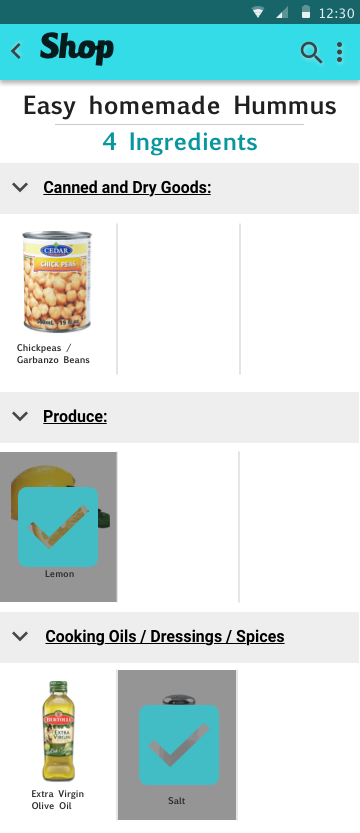 12:30
Shop
Easy homemade Hummus
4 Ingredients
Canned and Dry Goods:
CEDAR
CHICK PEAS
Chickpeas /
Garbanzo Beans
Produce:
Lemon
Cooking Oils / Dressings / Spices
BERTOLLI
EXTRA
VIRGIN
Extra Virgin
Olive Oil
Salt